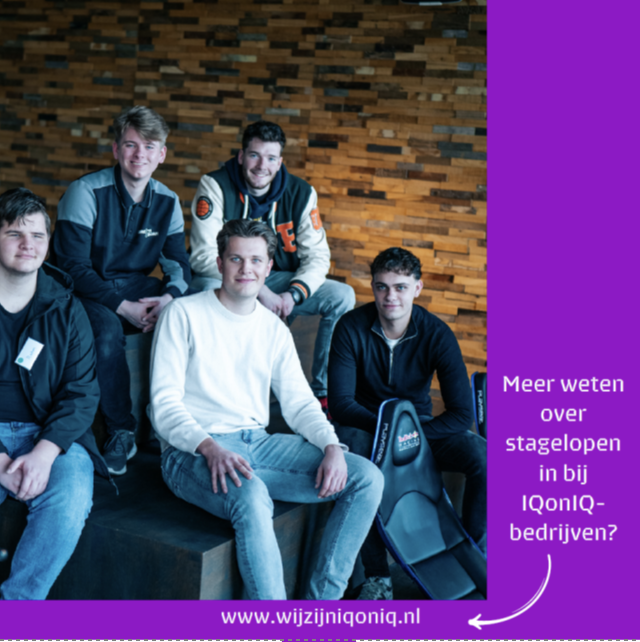 Meer weten
over
stagelopen
in bij
IQonIQ-
bedrijven?
www.wijzijniqoniq.nl